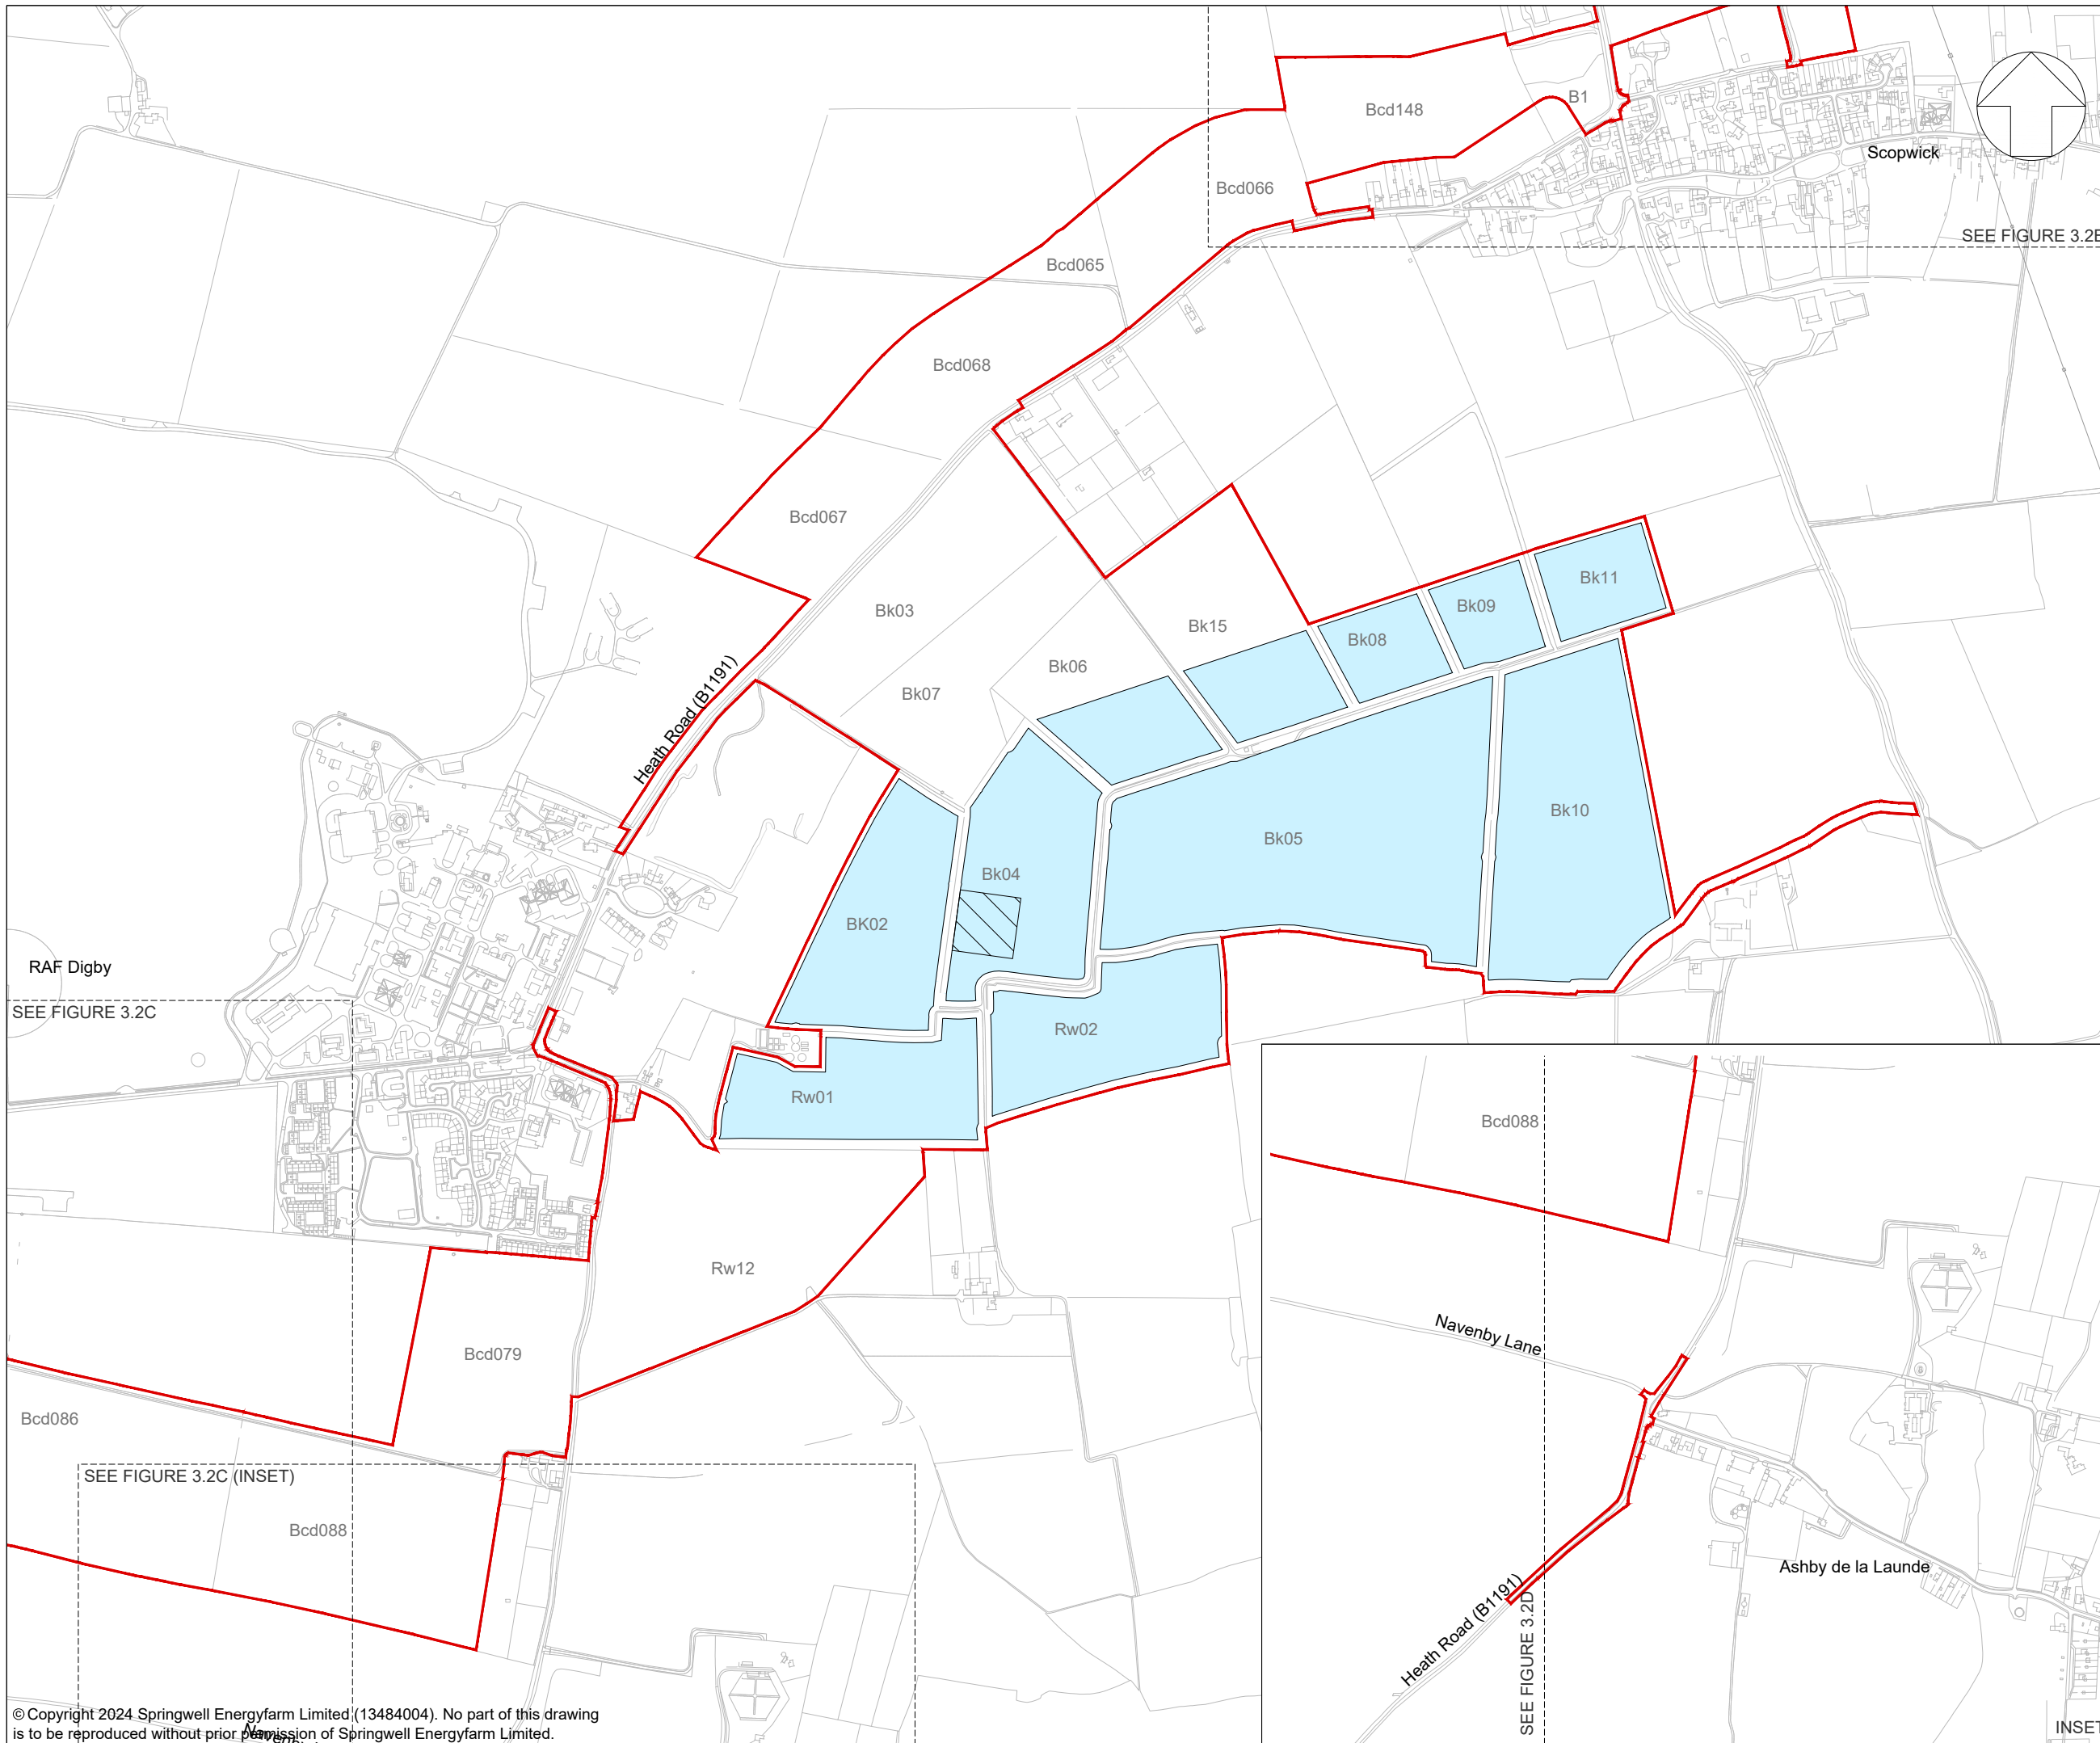 B1
Bcd148
Scopwick
Bcd066
SEE FIGURE 3.2B
Bcd065
Bcd068
Bcd067
Bk11
Bk03
Bk09
Bk15
Bk08
Bk06
Bk07
Heath Road (B1191)
Bk10
Bk05
Bk04
BK02
RAF Digby
SEE FIGURE 3.2C
Rw02
Rw01
Bcd088
Rw12
Navenby Lane
Bcd079
Bcd086
SEE FIGURE 3.2C (INSET)
Bcd088
Ashby de la Launde
Heath Road (B1191)
SEE FIGURE 3.2D
INSET
© Copyright 2024 Springwell Energyfarm Limited (13484004). No part of this drawing
is to be reproduced without prior permission of Springwell Energyfarm Limited.